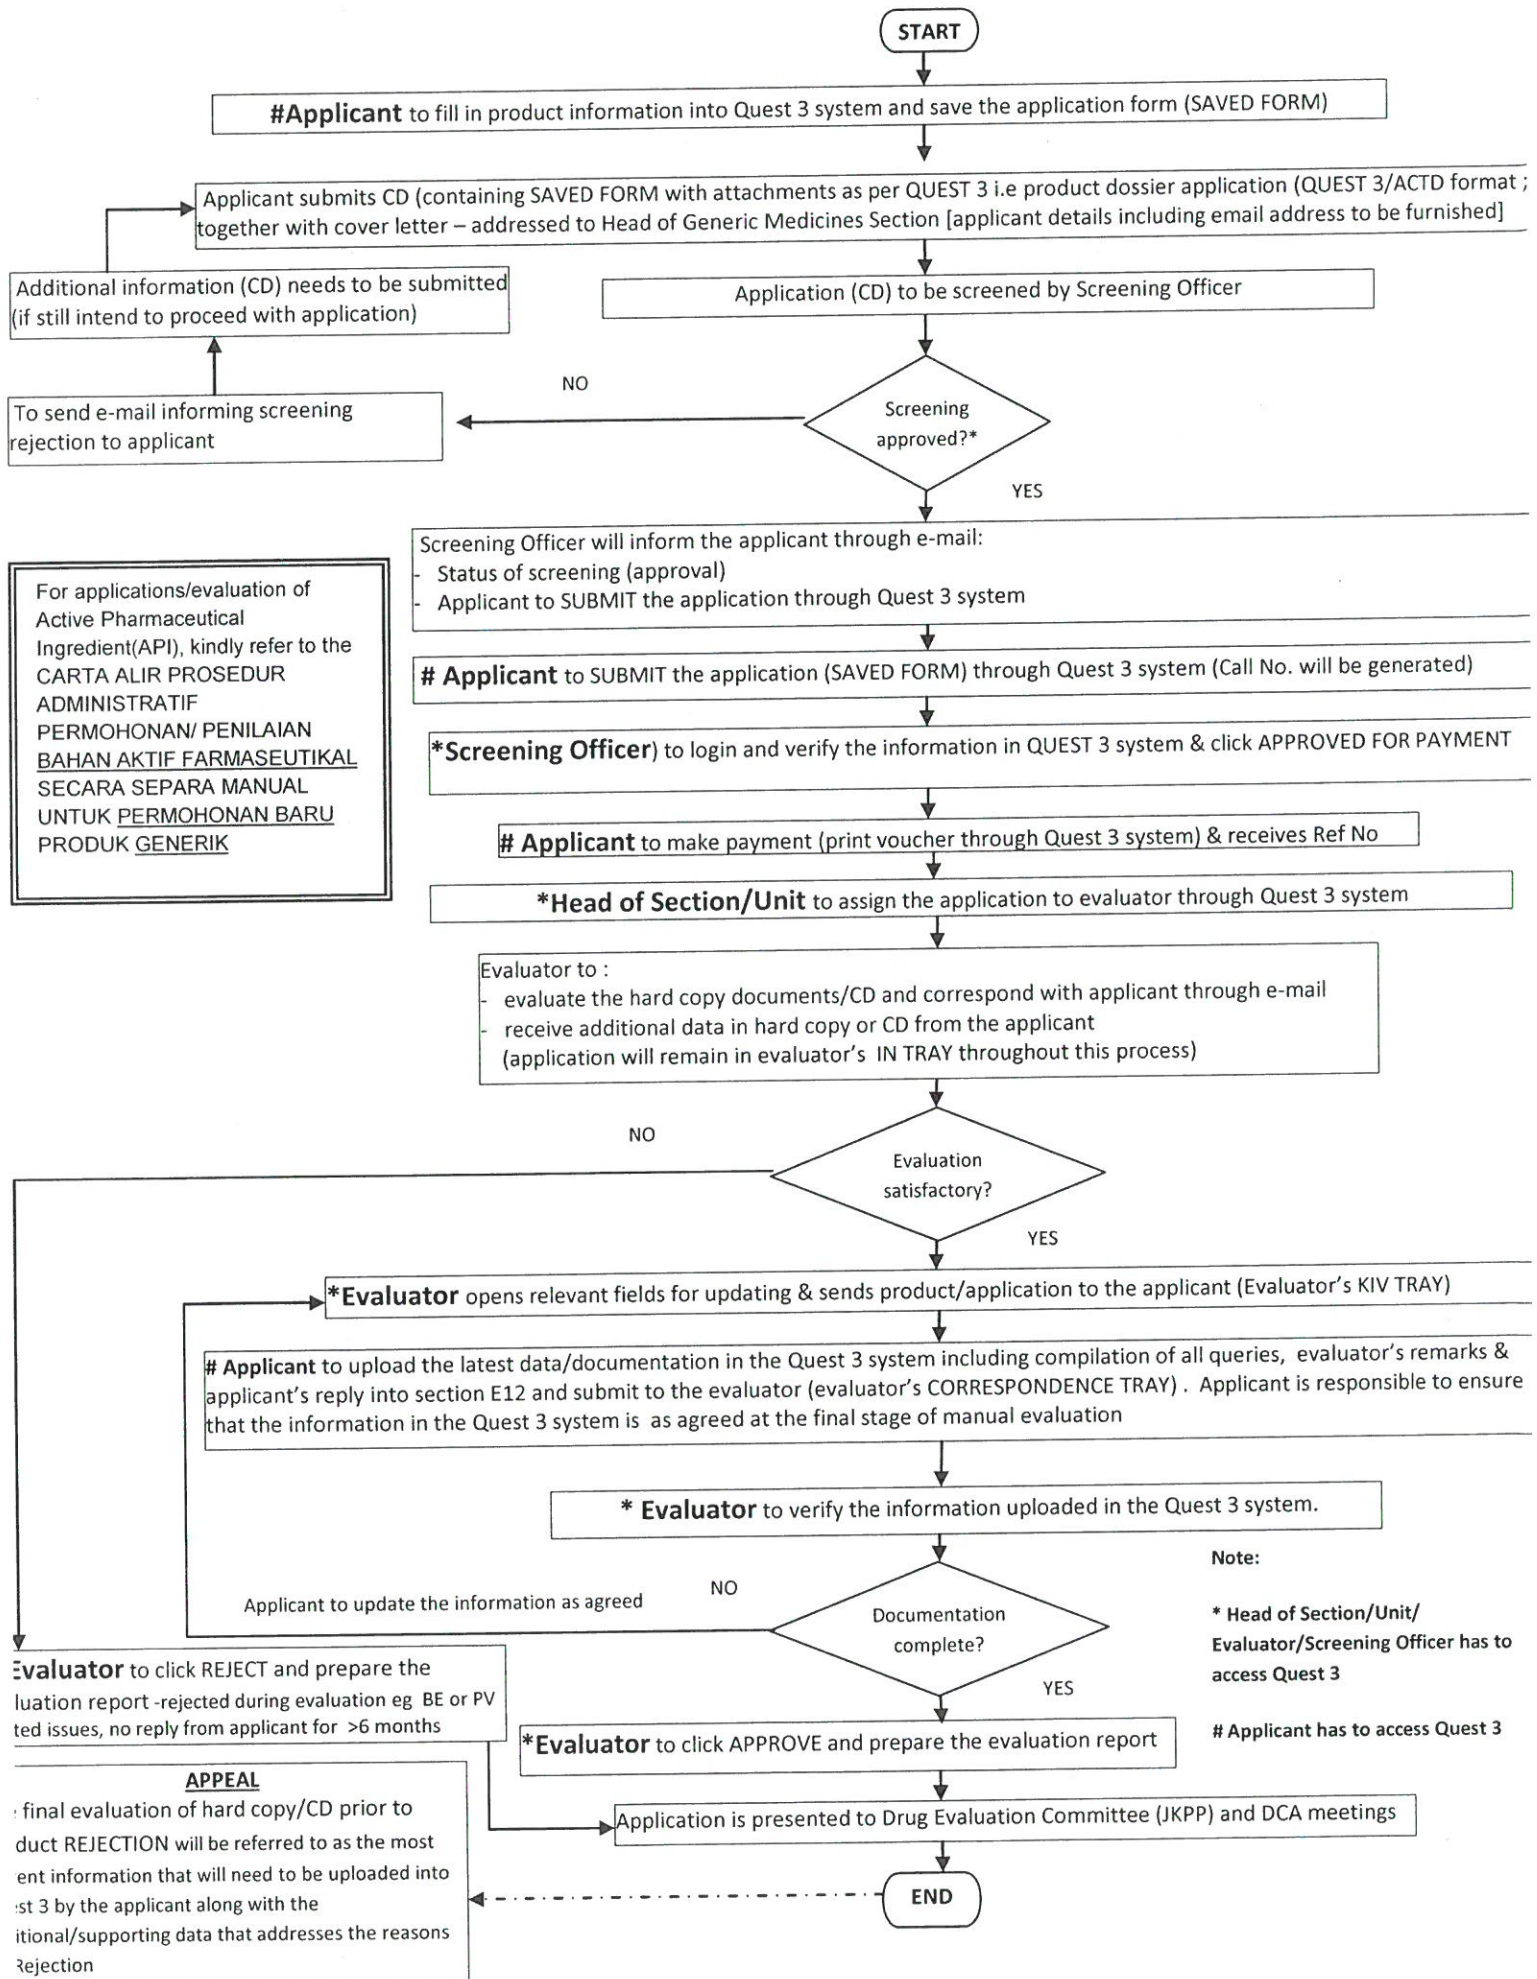 START
#Applicant to fill in product information into Quest 3 system and save the application form (SAVED FORM)
Applicant submits CD (containing SAVED FORM with attachments as per QUEST 3 i.e product dossier application (QUEST 3/ACTD format ;
together with cover letter – addressed to Head of Generic Medicines Section [applicant details including email address to be furnished]
Additional information (CD) needs to be submitted
(if still intend to proceed with application)
Application (CD) to be screened by Screening Officer
NO
To send e-mail informing screening
rejection to applicant
Screening
approved?*
YES
Screening Officer will inform the applicant through e-mail:
- Status of screening (approval)
- Applicant to SUBMIT the application through Quest 3 system
For applications/evaluation of
Active Pharmaceutical
Ingredient(API), kindly refer to the
CARTA ALIR PROSEDUR
ADMINISTRATIF
PERMOHONAN/ PENILAIAN
BAHAN AKTIF FARMASEUTIKAL
SECARA SEPARA MANUAL
UNTUK PERMOHONAN BARU
PRODUK GENERIK
# Applicant to SUBMIT the application (SAVED FORM) through Quest 3 system (Call No. will be generated)
*Screening Officer) to login and verify the information in QUEST 3 system & click APPROVED FOR PAYMENT
# Applicant to make payment (print voucher through Quest 3 system) & receives Ref No
*Head of Section/Unit to assign the application to evaluator through Quest 3 system
Evaluator to :
- evaluate the hard copy documents/CD and correspond with applicant through e-mail
- receive additional data in hard copy or CD from the applicant
(application will remain in evaluator's IN TRAY throughout this process)
NO
Evaluation
satisfactory?
YES
*Evaluator opens relevant fields for updating & sends product/application to the applicant (Evaluator's KIV TRAY)
# Applicant to upload the latest data/documentation in the Quest 3 system including compilation of all queries, evaluator's remarks &
applicant's reply into section E12 and submit to the evaluator (evaluator's CORRESPONDENCE TRAY) . Applicant is responsible to ensure
that the information in the Quest 3 system is as agreed at the final stage of manual evaluation
* Evaluator to verify the information uploaded in the Quest 3 system.
Note:
* Head of Section/Unit/
Evaluator/Screening Officer has to
access Quest 3
# Applicant has to access Quest 3
Applicant to update the information as agreed
NO
Documentation
complete?
YES
Evaluator to click REJECT and prepare the
luation report -rejected during evaluation eg BE or PV
ted issues, no reply from applicant for >6 months
*Evaluator to click APPROVE and prepare the evaluation report
Application is presented to Drug Evaluation Committee (JKPP) and DCA meetings
END
APPEAL
final evaluation of hard copy/CD prior to
duct REJECTION will be referred to as the most
ent information that will need to be uploaded into
st 3 by the applicant along with the
itional/supporting data that addresses the reasons
Rejection